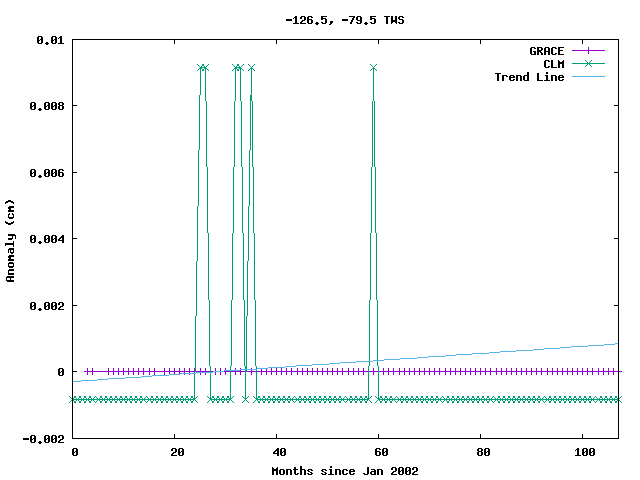 -126.5, -79.5 TWS
GRACE
CLM
Trend Line
0.01
0.008
0.006
0.004
0.002
0
-0.002
Anomaly (cm)
0 20 40 60 80 100
Months since Jan 2002